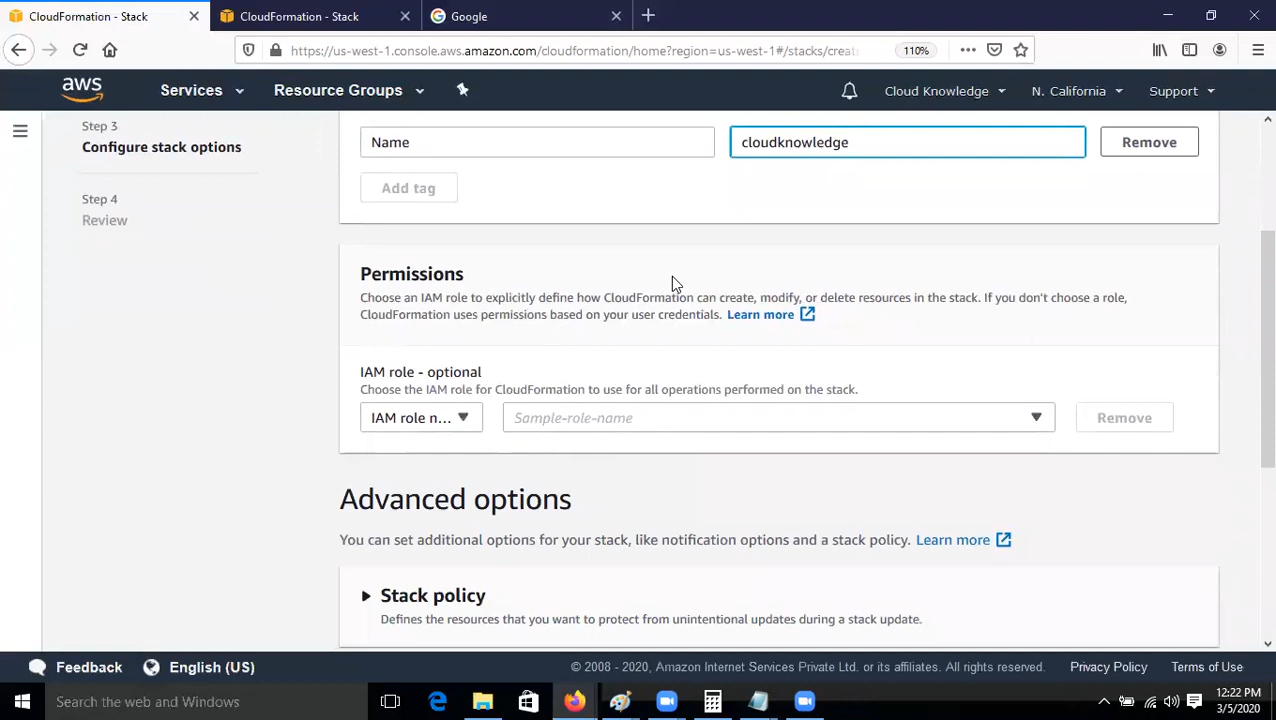 CloudFormation - Stack
CloudFormation - Stack
Google
https://us-west-1.console.aws.amazon.com/cloudformation/home?region=us-west-1#/stacks/create
110%
aws
Services
Resource Groups
Cloud Knowledge
N. California
Support
Step 3
Configure stack options
Step 4
Review
Name
cloudknowledge
Remove
Add tag
Permissions
Choose an IAM role to explicitly define how CloudFormation can create, modify, or delete resources in the stack. If you don't choose a role,
CloudFormation uses permissions based on your user credentials. Learn more
IAM role - optional
Choose the IAM role for CloudFormation to use for all operations performed on the stack.
IAM role n...
Sample-role-name
Remove
Advanced options
You can set additional options for your stack, like notification options and a stack policy. Learn more
Stack policy
Defines the resources that you want to protect from unintentional updates during a stack update.
Feedback
English (US)
© 2008 - 2020, Amazon Internet Services Private Ltd. or its affiliates. All rights reserved.
Privacy Policy
Terms of Use
Search the web and Windows
12:22 PM
3/5/2020